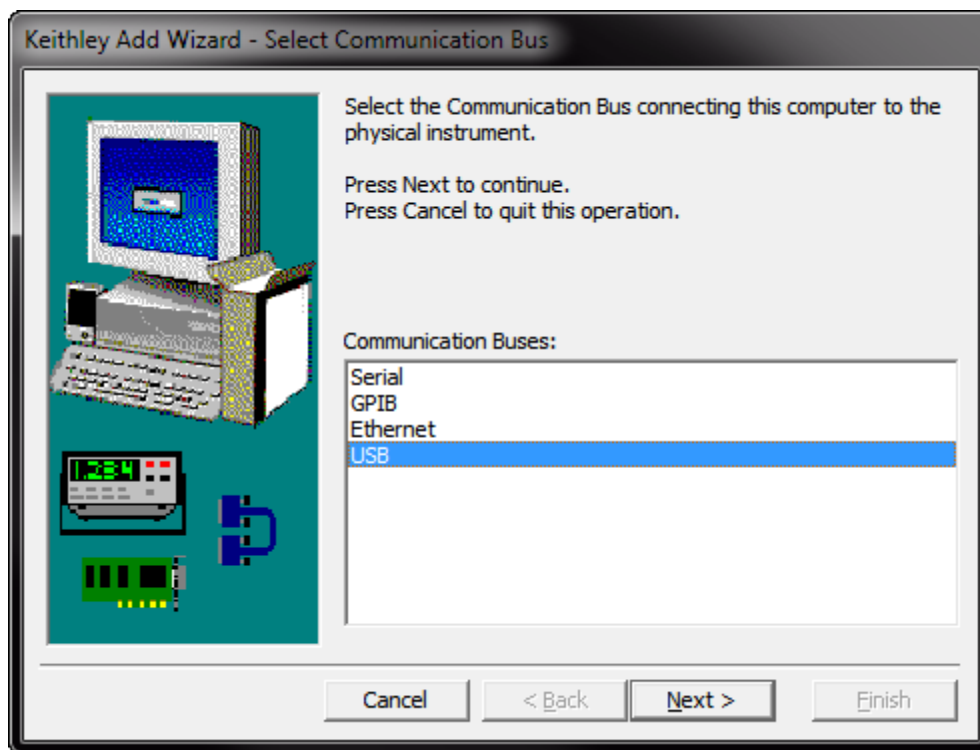 Keithley Add Wizard - Select Communication Bus
Select the Communication Bus connecting this computer to the
physical instrument.
Press Next to continue.
Press Cancel to quit this operation.
Communication Buses:
Serial
GPIB
Ethernet
USB
1.234
Cancel
< Back
Next >
Finish